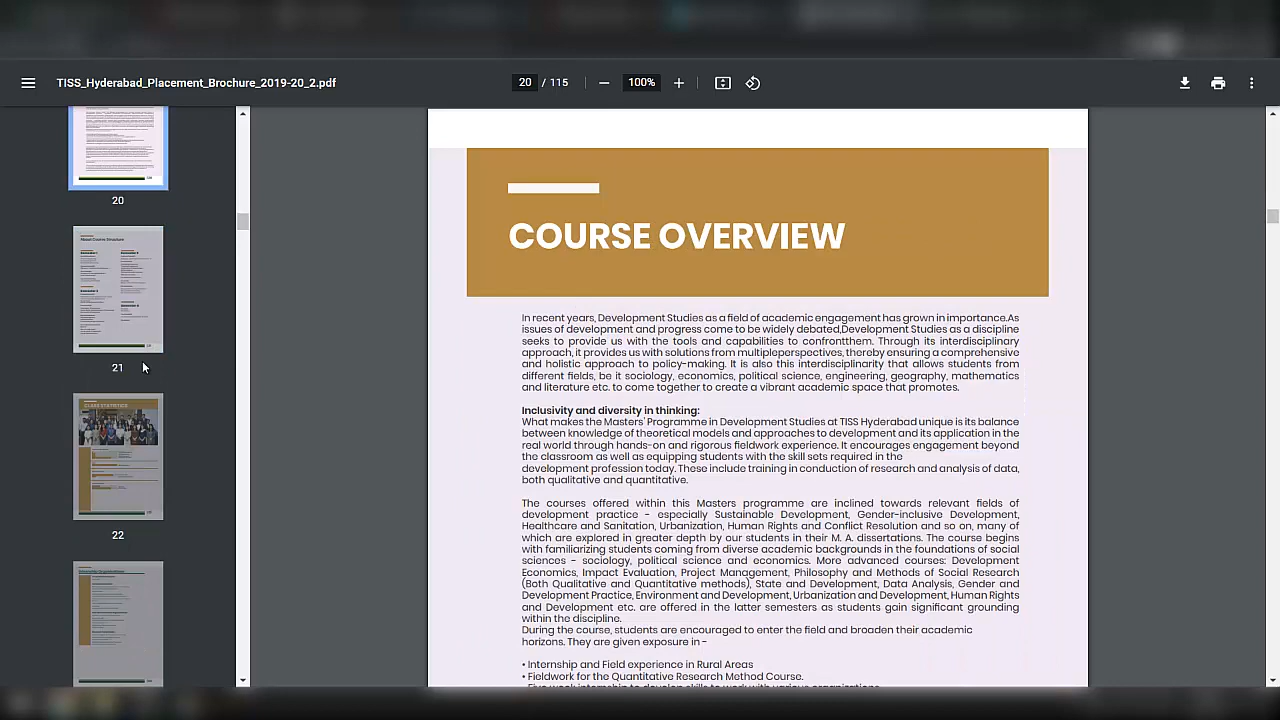 TISS_Hyderabad_Placement_Brochure_2019-20_2.pdf
20 / 115
100%
20
21
22
COURSE OVERVIEW
In recent years, Development Studies as a field of academic engagement has grown in importance.As
issues of development and progress come to be widely debated,Development Studies as a discipline
seeks to provide us with the tools and capabilities to confrontthem. Through its interdisciplinary
approach, it provides us with solutions from multipleperspectives, thereby ensuring a comprehensive
and holistic approach to policy-making. It is also this interdisciplinarity that allows students from
different fields, be it sociology, economics, political science, engineering, geography, mathematics
and literature etc. to come together to create a vibrant academic space that promotes.
Inclusivity and diversity in thinking:
What makes the Masters' Programme in Development Studies at TISS Hyderabad unique is its balance
between knowledge of theoretical models and approaches to development and its application in the
real world through hands-on and rigorous fieldwork experience. It encourages engagement beyond
the classroom as well as equipping students with the skill sets required in the
development profession today. These include training in conduction of research and analysis of data,
both qualitative and quantitative.
The courses offered within this Masters programme are inclined towards relevant fields of
development practice - especially Sustainable Development, Gender-inclusive Development,
Healthcare and Sanitation, Urbanization, Human Rights and Conflict Resolution and so on, many of
which are explored in greater depth by our students in their M. A. dissertations. The course begins
with familiarizing students coming from diverse academic backgrounds in the foundations of social
sciences - sociology, political science and economics. More advanced courses: Development
Economics, Impact Evaluation, Project Management, Philosophy and Methods of Social Research
(Both Qualitative and Quantitative methods), State and Development, Data Analysis, Gender and
Development Practice, Environment and Development, Urbanization and Development, Human Rights
and Development etc. are offered in the latter semesters as students gain significant grounding
within the discipline.
During the course, students are encouraged to enter the field and broaden their academic
horizons. They are given exposure in -
• Internship and Field experience in Rural Areas
• Fieldwork for the Quantitative Research Method Course.